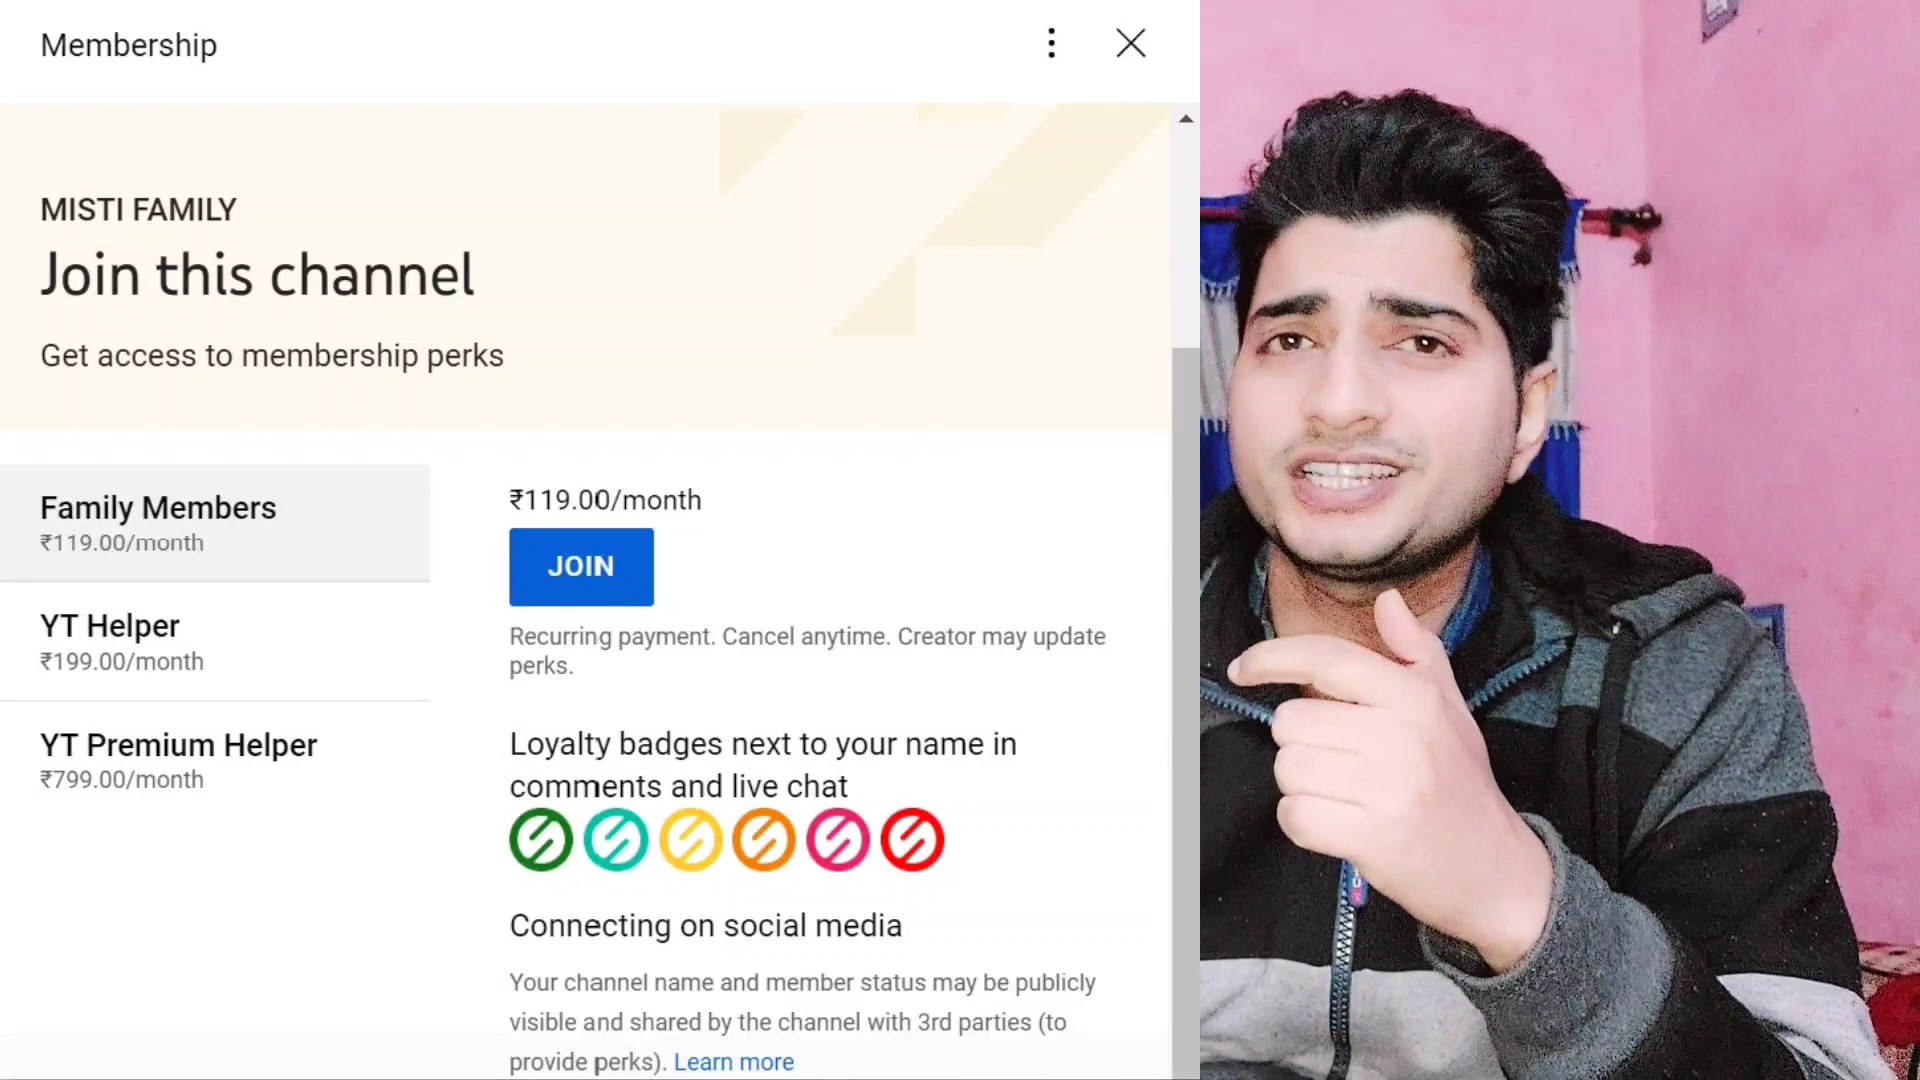 Membership
MISTI FAMILY
Join this channel
Get access to membership perks
Family Members
₹119.00/month
YT Helper
₹199.00/month
YT Premium Helper
₹799.00/month
₹119.00/month
JOIN
Recurring payment. Cancel anytime. Creator may update
perks.
Loyalty badges next to your name in
comments and live chat
Connecting on social media
Your channel name and member status may be publicly
visible and shared by the channel with 3rd parties (to
provide perks). Learn more